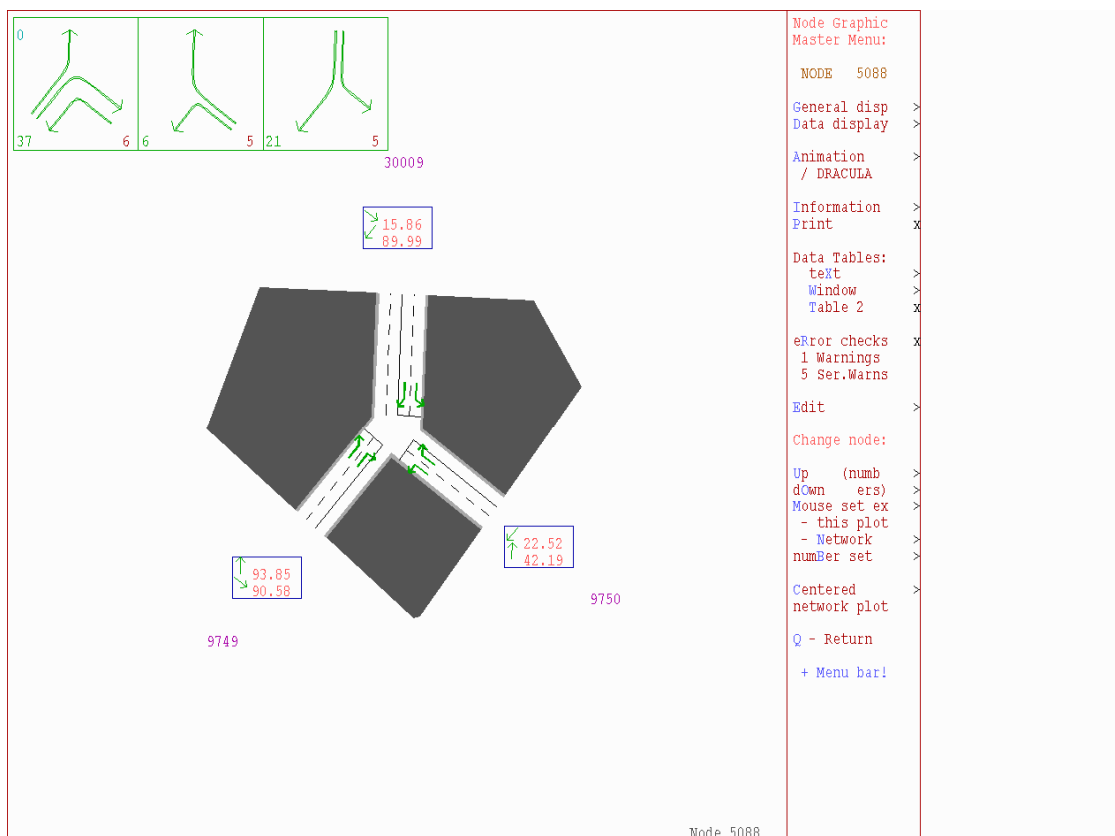 0
37 6 6 5 21 5
30009
15.86
89.99
22.52
42.19
93.85
90.58
9750
9749
Node 5088
Node Graphic
Master Menu:
NODE 5088
General disp >
Data display >
Animation >
/ DRACULA
Information >
Print x
Data Tables:
teXt >
Window >
Table 2 x
eRror checks x
1 Warnings
5 Ser.Warns
Edit >
Change node:
Up (numb >
dOwn ers) >
Mouse set ex >
- this plot
- Network >
numBer set >
Centered >
network plot
Q - Return
+ Menu bar!